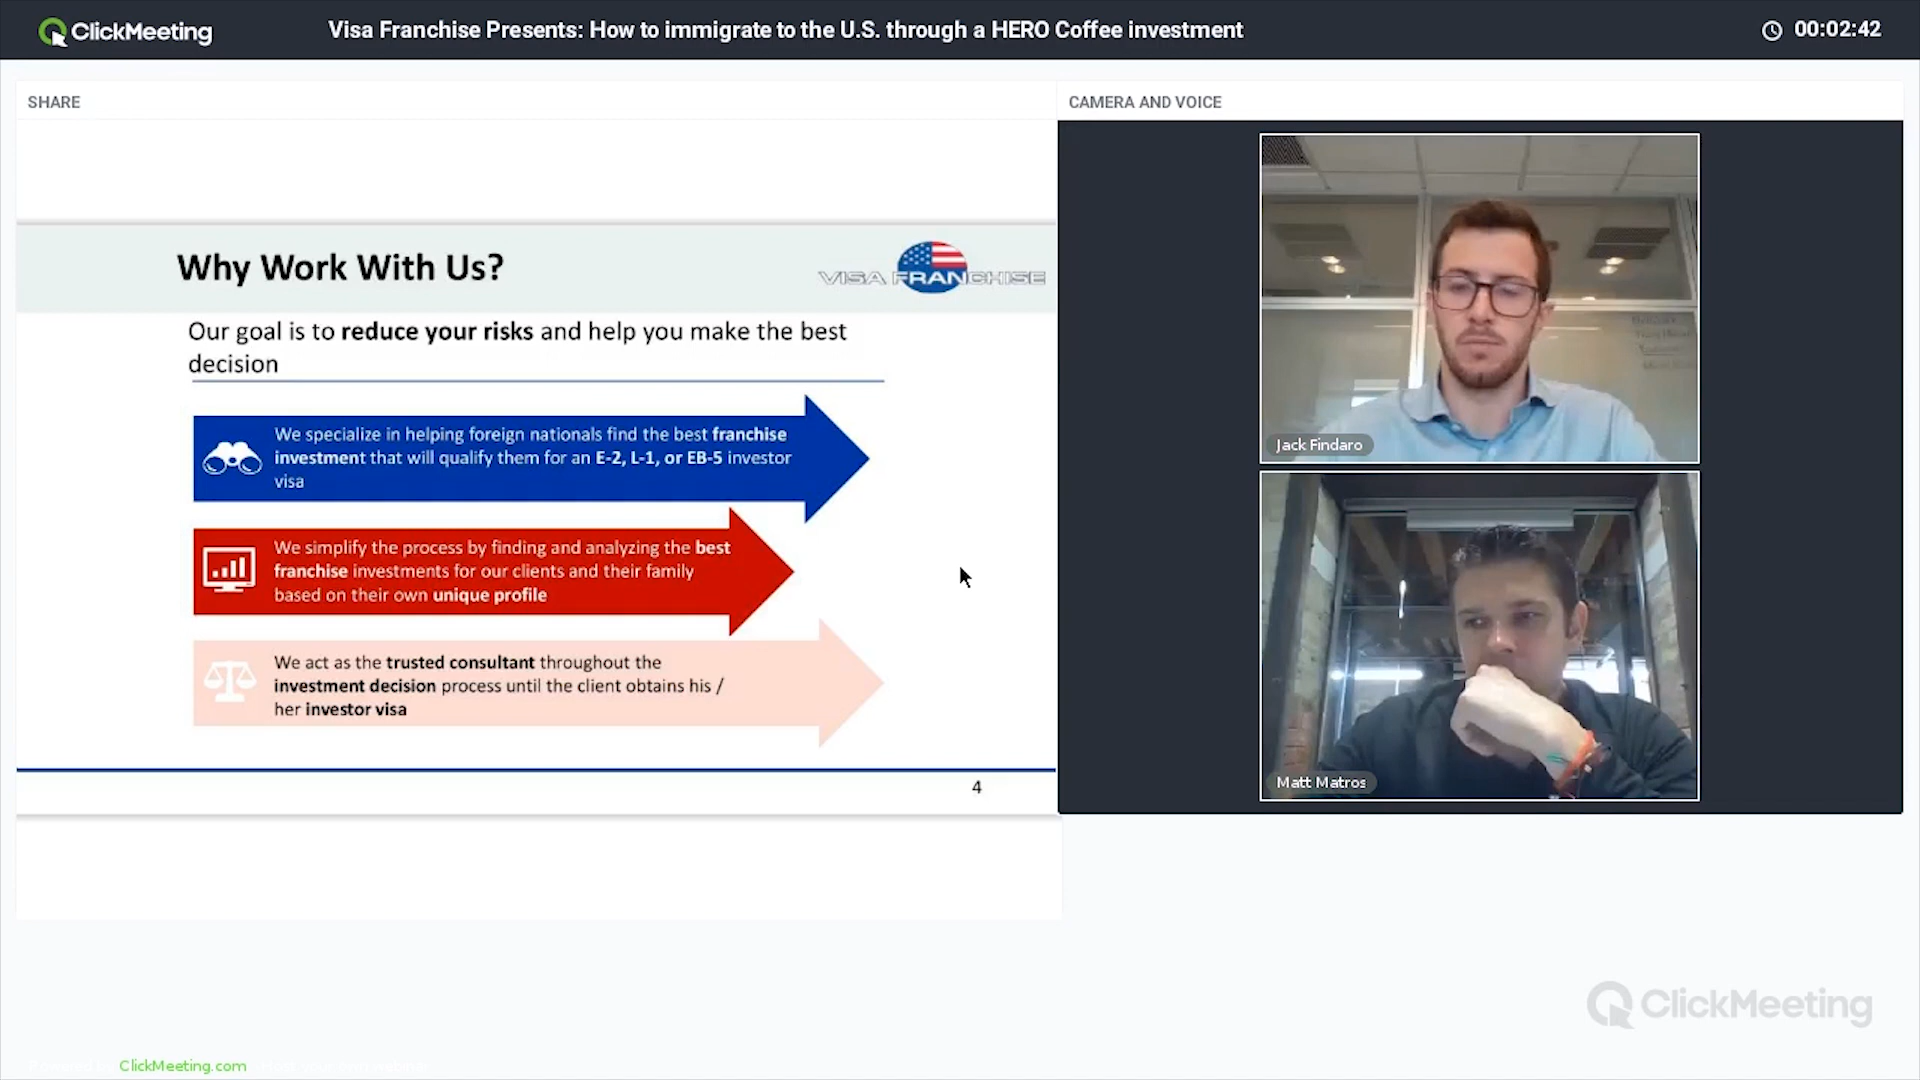 ClickMeeting
Visa Franchise Presents: How to immigrate to the U.S. through a HERO Coffee investment
00:02:42
SHARE
CAMERA AND VOICE
Why Work With Us?
VISA FRANCHISE
Our goal is to reduce your risks and help you make the best
decision
We specialize in helping foreign nationals find the best franchise
investment that will qualify them for an E-2, L-1, or EB-5 investor
visa
We simplify the process by finding and analyzing the best
franchise investments for our clients and their family
based on their own unique profile
We act as the trusted consultant throughout the
investment decision process until the client obtains his /
her investor visa
4
Jack Findaro
Matt Matros
ClickMeeting
ClickMeeting.com